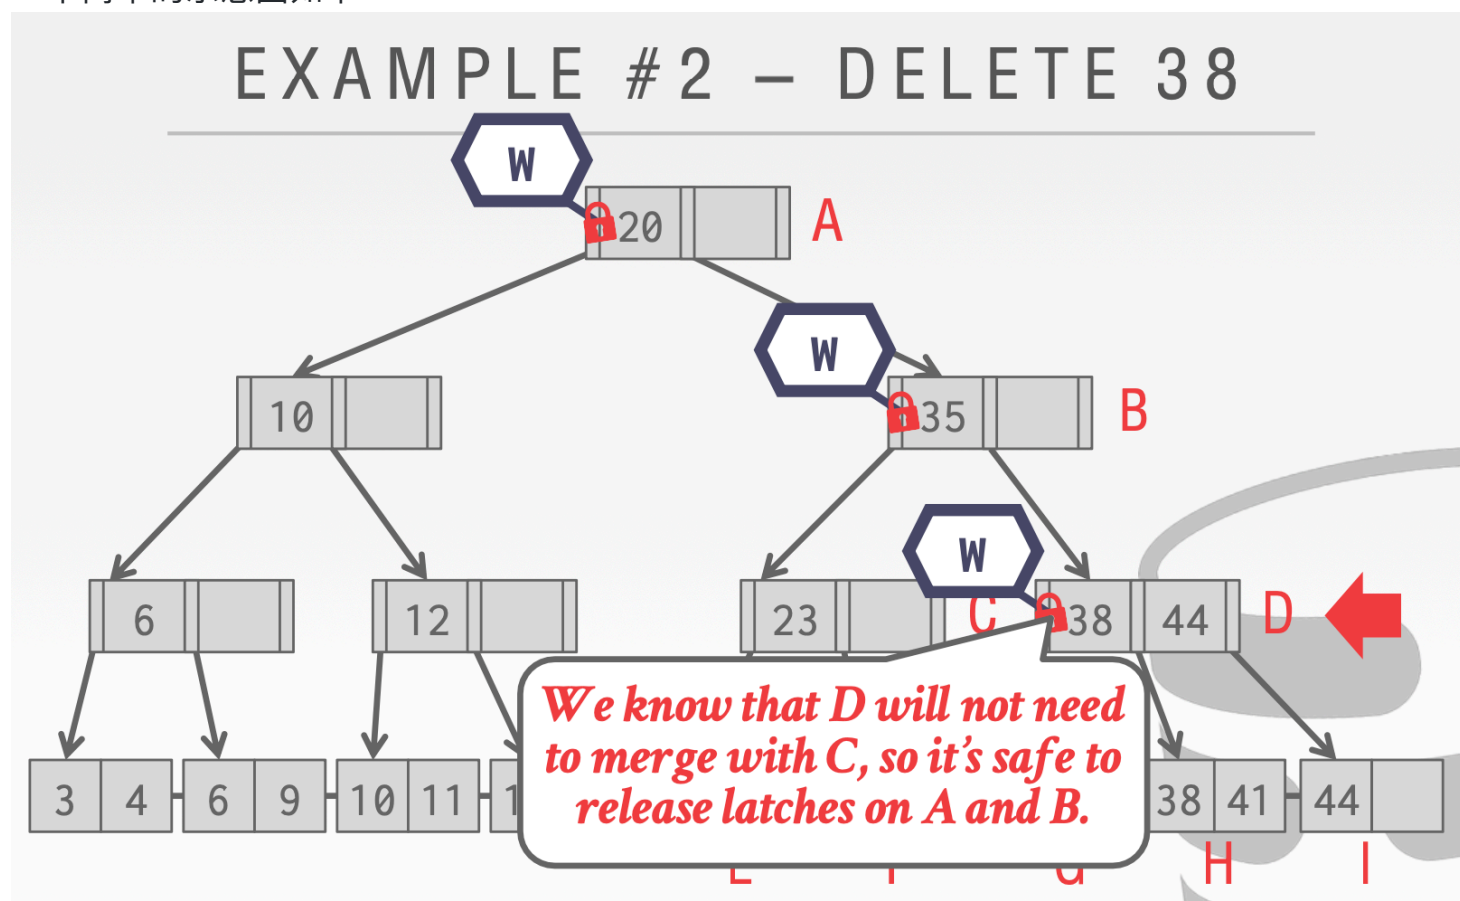 EXAMPLE #2 – DELETE 38
W
20
A
W
10
35
B
W
6
12
23
C
38 44
D
We know that D will not need
to merge with C, so it's safe to
release latches on A and B.
3 4 6 9 10 11
38 41 44
H I